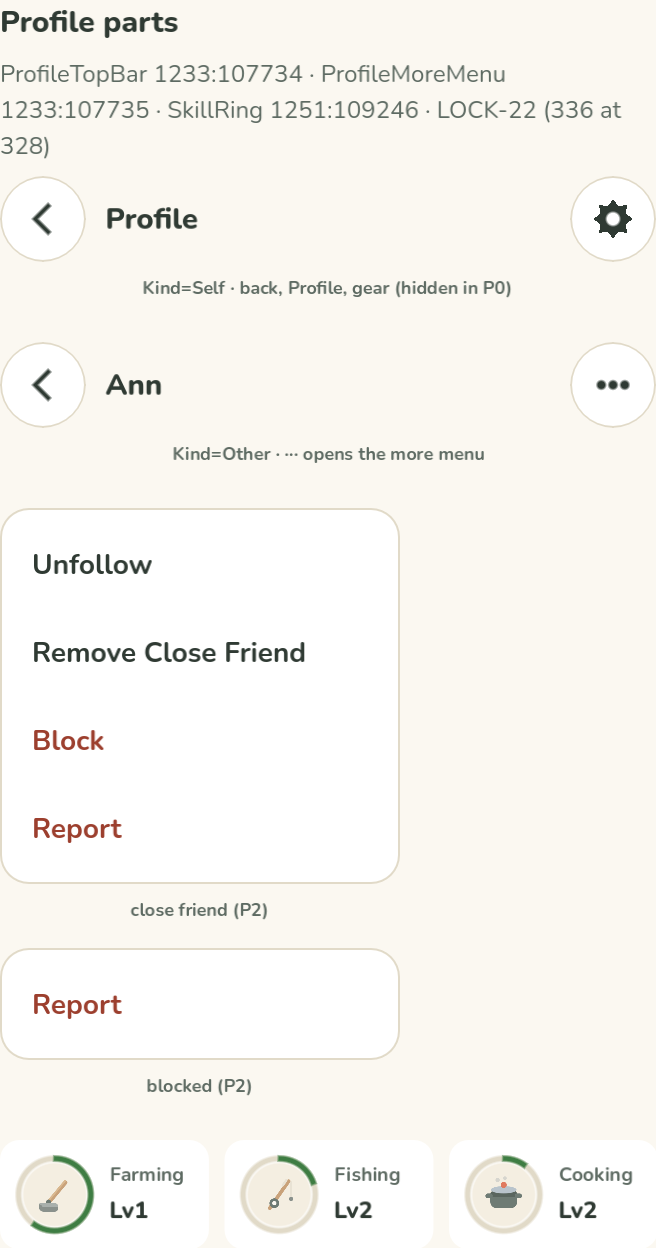 Profile parts
ProfileTopBar 1233:107734 · ProfileMoreMenu
1233:107735 · SkillRing 1251:109246 · LOCK-22 (336 at
328)
Profile
Kind=Self · back, Profile, gear (hidden in P0)
Ann
Kind=Other · ··· opens the more menu
Unfollow
Remove Close Friend
Block
Report
close friend (P2)
Report
blocked (P2)
Farming
Lv1
Fishing
Lv2
Cooking
Lv2